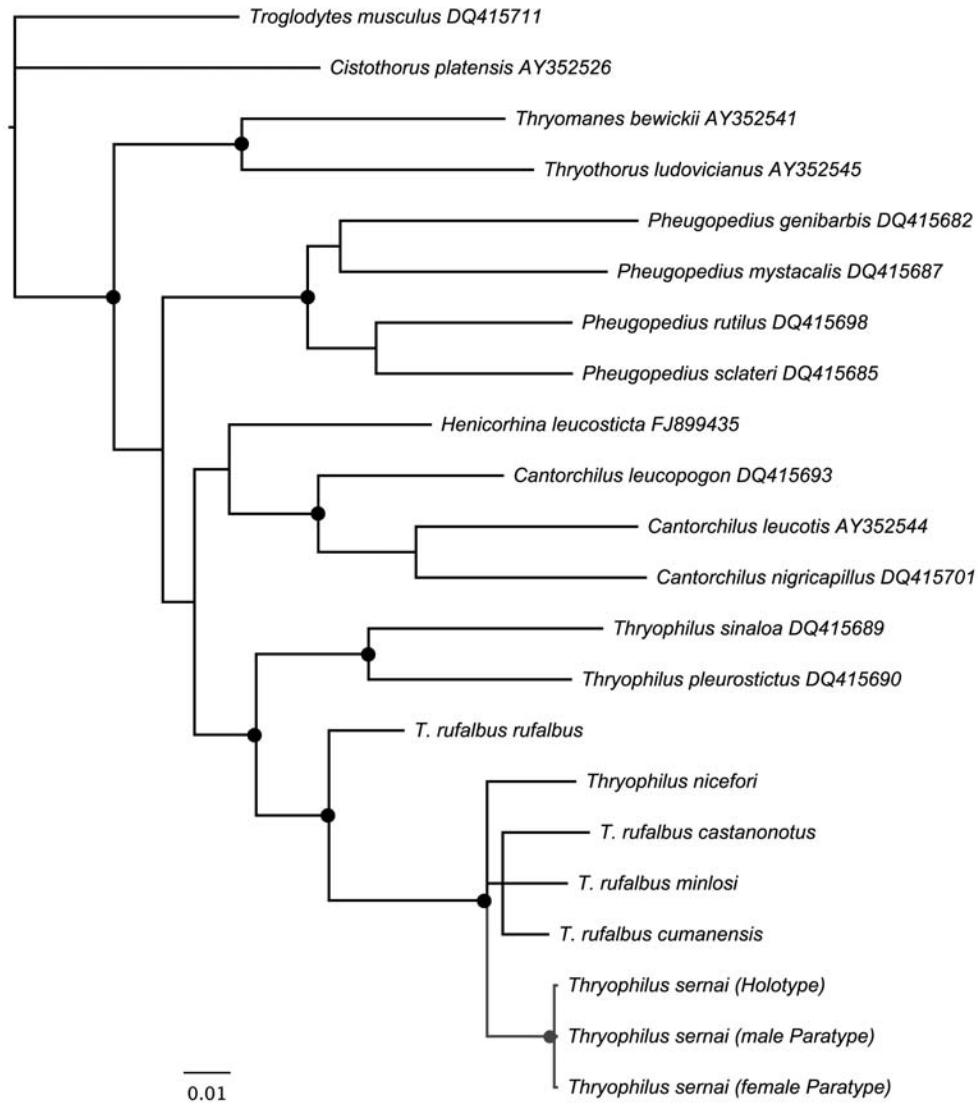 Troglodytes musculus DQ415711
Cistothorus platensis AY352526
Thryomanes bewickii AY352541
Thryothorus ludovicianus AY352545
Pheugopedius genibarbis DQ415682
Pheugopedius mystacalis DQ415687
Pheugopedius rutilus DQ415698
Pheugopedius sclateri DQ415685
Henicorhina leucosticta FJ899435
Cantorchilus leucopogon DQ415693
Cantorchilus leucotis AY352544
Cantorchilus nigricapillus DQ415701
Thryophilus sinaloa DQ415689
Thryophilus pleurostictus DQ415690
T. rufalbus rufalbus
Thryophilus nicefori
T. rufalbus castanonotus
T. rufalbus minlosi
T. rufalbus cumanensis
Thryophilus sernai (Holotype)
Thryophilus sernai (male Paratype)
Thryophilus sernai (female Paratype)
0.01